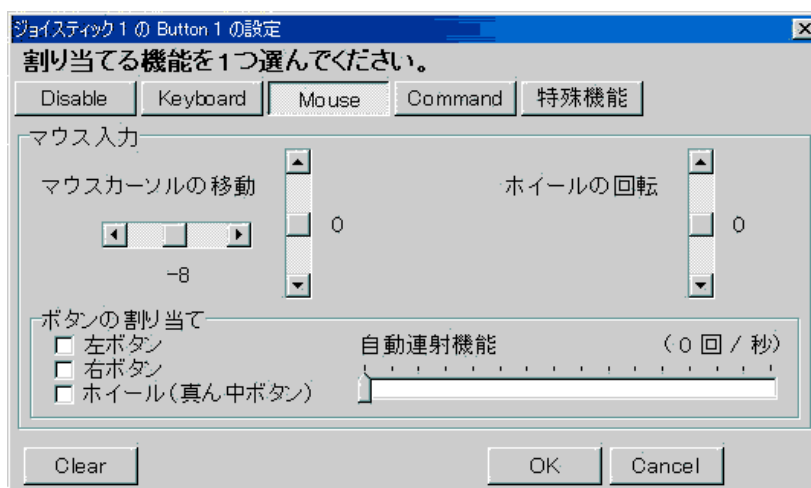 ジョイスティック1 の Button 1 の設定
割り当てる機能を1つ選んでください。
Disable Keyboard Mouse Command 特殊機能
マウス入力
マウスカーソルの移動 ホイールの回転
0 0
-8
ボタンの割り当て
左ボタン 自動連射機能 (0 回 / 秒)
右ボタン
ホイール(真ん中ボタン)
Clear OK Cancel